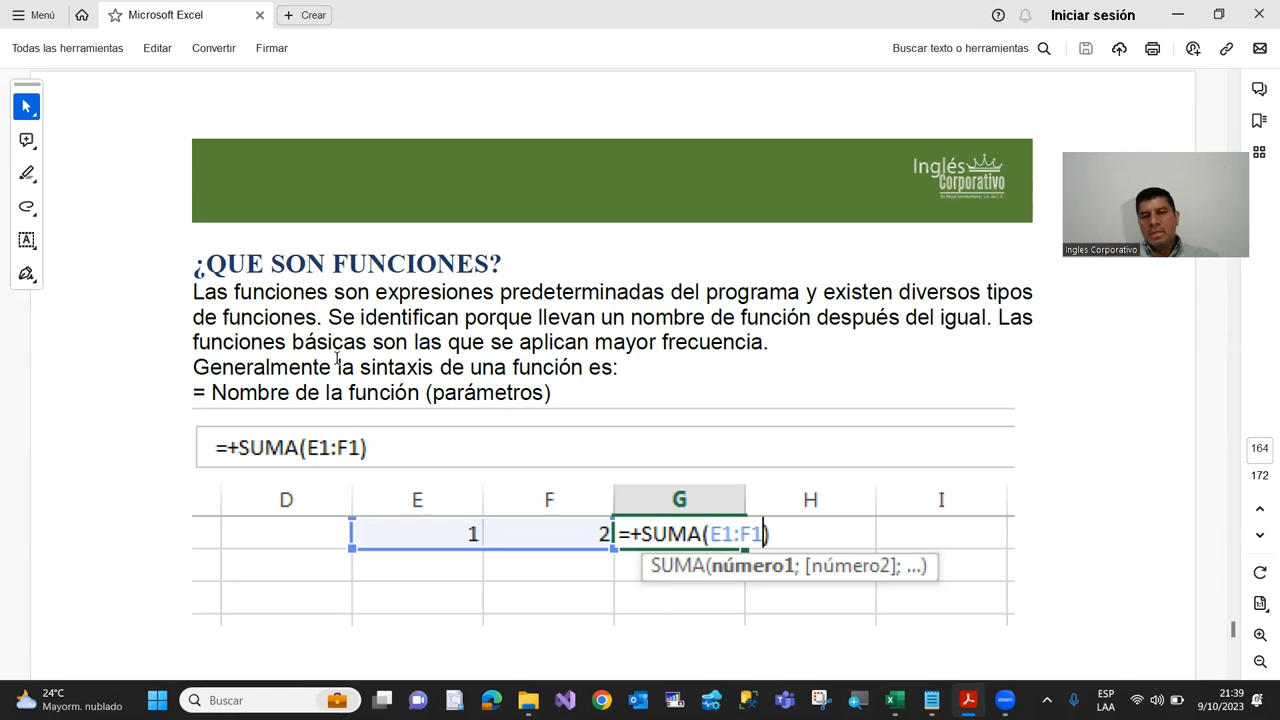 Menú
Microsoft Excel
Crear
Iniciar sesión
Todas las herramientas
Editar
Convertir
Firmar
Buscar texto o herramientas
Inglés
Corporativo
Ingles Corporativo
¿QUE SON FUNCIONES?
Las funciones son expresiones predeterminadas del programa y existen diversos tipos
de funciones. Se identifican porque llevan un nombre de función después del igual. Las
funciones básicas son las que se aplican mayor frecuencia.
Generalmente la sintaxis de una función es:
= Nombre de la función (parámetros)
=+SUMA(E1:F1)
D E F G H I
1 2 =+SUMA(E1:F1)
SUMA(número1; [número2]; ...)
164
172
24°C
Mayorm. nublado
Buscar
ESP
LAA
21:39
9/10/2023